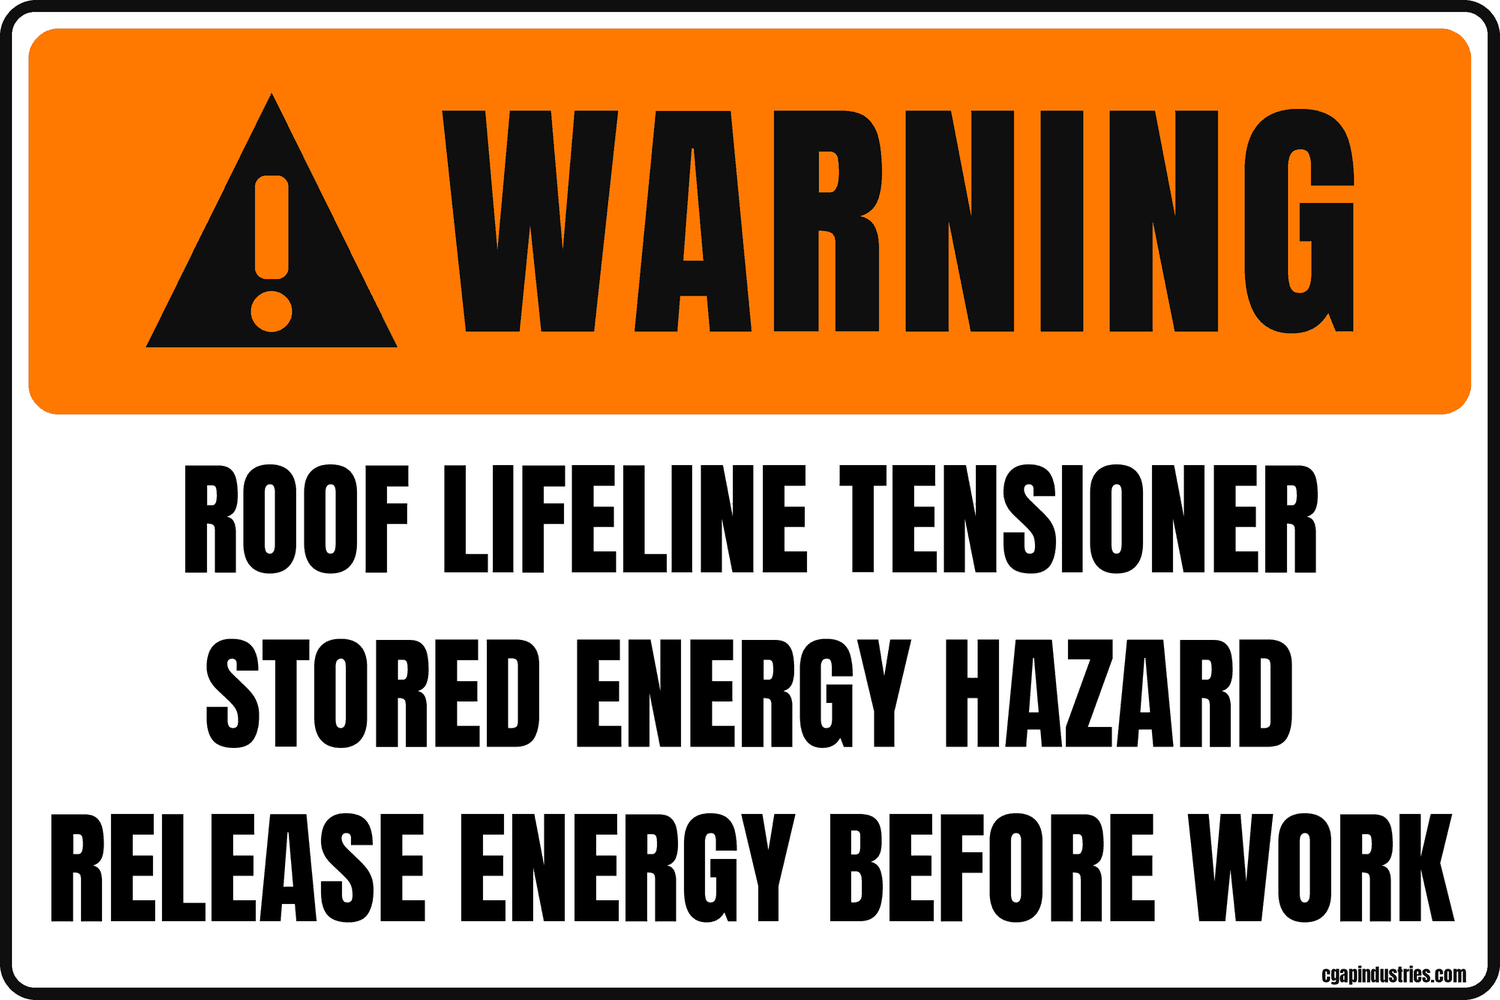 WARNING
ROOF LIFELINE TENSIONER
STORED ENERGY HAZARD
RELEASE ENERGY BEFORE WORK
cgapindustries.com